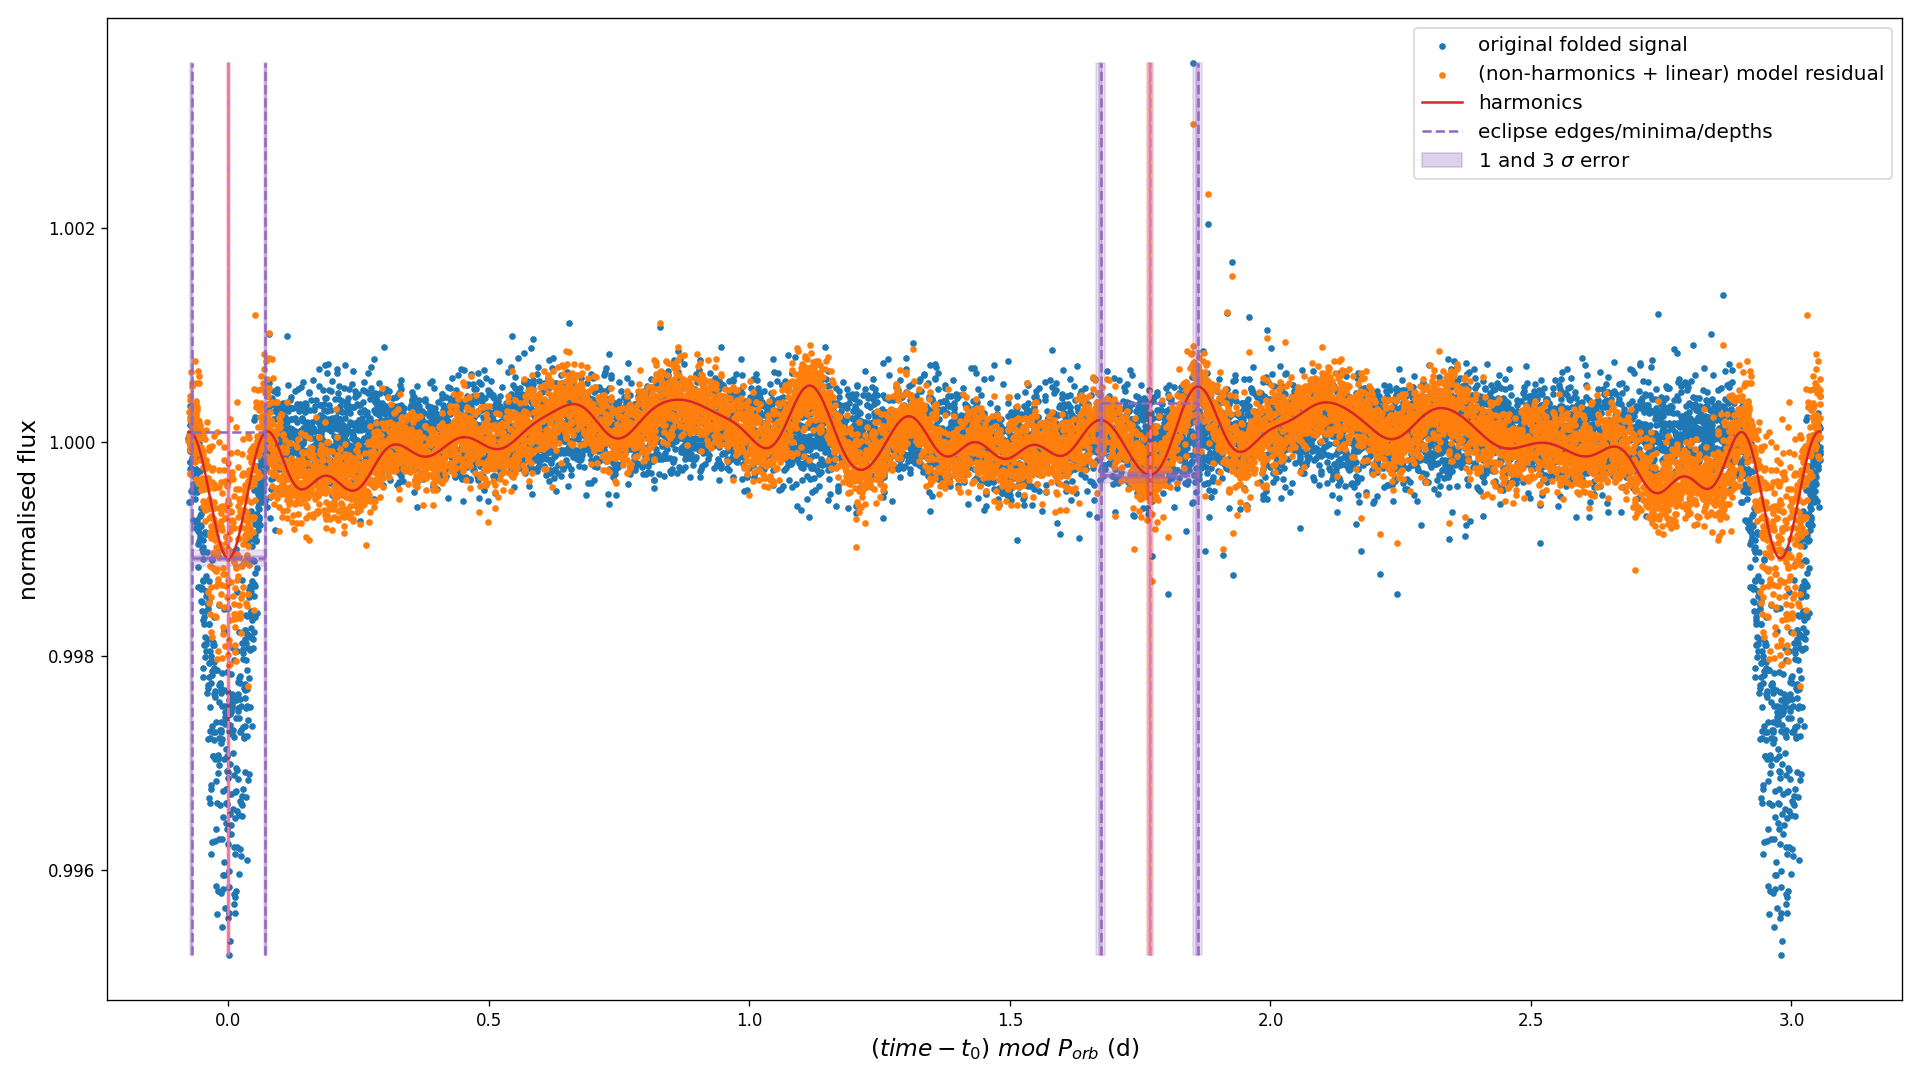 original folded signal
(non-harmonics + linear) model residual
harmonics
eclipse edges/minima/depths
1 and 3 σ error
normalised flux
1.002
1.000
0.998
0.996
0.0 0.5 1.0 1.5 2.0 2.5 3.0
(time − t₀) mod Pₒᵣb (d)